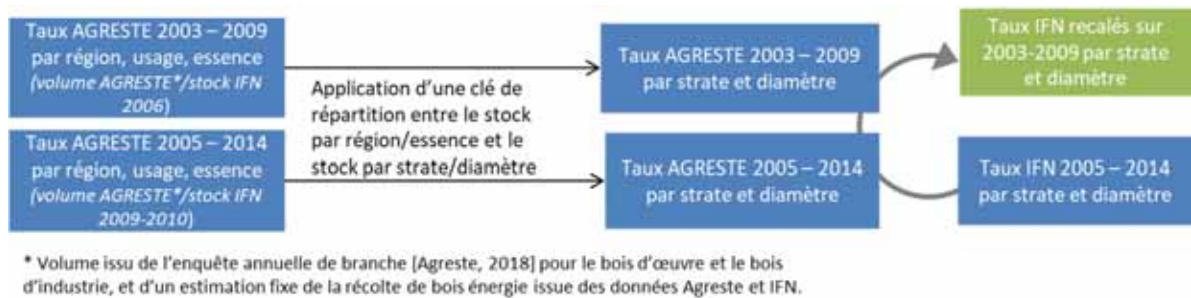 Taux AGRESTE 2003 – 2009
par région, usage, essence
(volume AGRESTE*/stock IFN
2006)
Taux AGRESTE 2005 – 2014
par région, usage, essence
(volume AGRESTE*/stock IFN
2009-2010)
Application d'une clé de
répartition entre le stock
par région/essence et le
stock par strate/diamètre
Taux AGRESTE 2003 – 2009
par strate et diamètre
Taux AGRESTE 2005 – 2014
par strate et diamètre
Taux IFN recalés sur
2003-2009 par strate
et diamètre
Taux IFN 2005 – 2014
par strate et diamètre
* Volume issu de l'enquête annuelle de branche [Agreste, 2018] pour le bois d'œuvre et le bois
d'industrie, et d'un estimation fixe de la récolte de bois énergie issue des données Agreste et IFN.